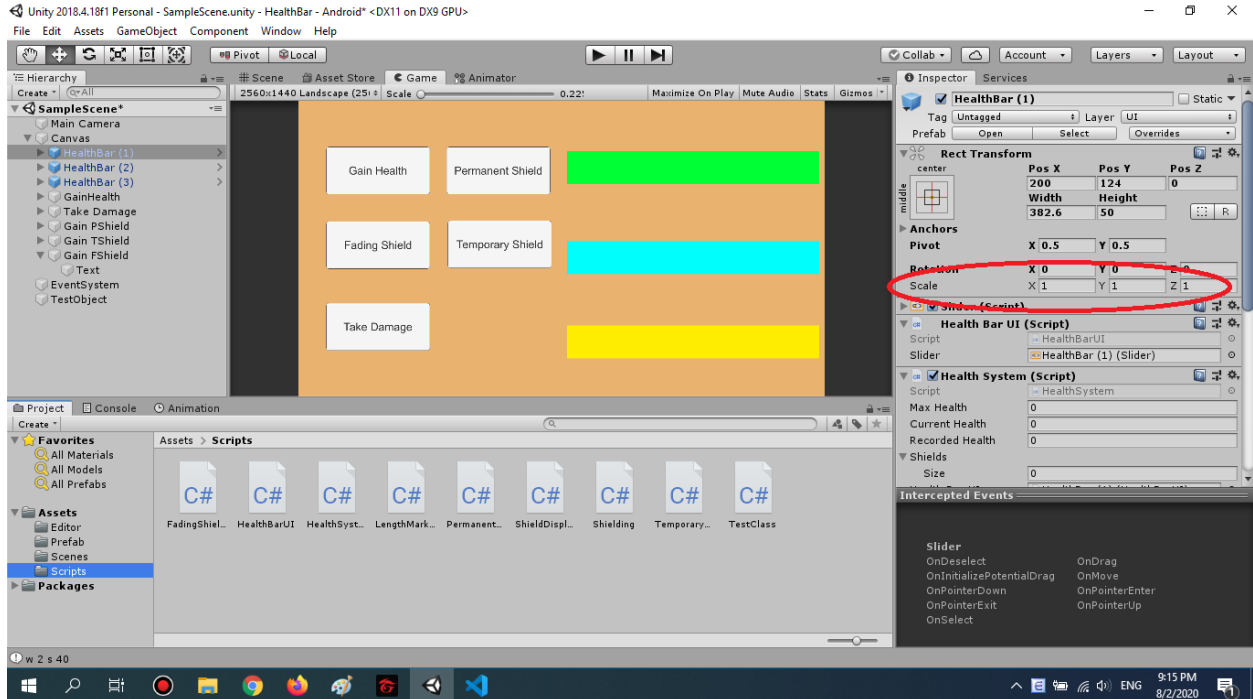 Unity 2018.4.18f1 Personal - SampleScene.unity - HealthBar - Android* <DX11 on DX9 GPU>
File Edit Assets GameObject Component Window Help
Pivot Local Collab Account Layers Layout
Hierarchy
Create All
SampleScene*
Main Camera
Canvas
HealthBar (1)
HealthBar (2)
HealthBar (3)
GainHealth
Take Damage
Gain PShield
Gain TShield
Gain FShield
Text
EventSystem
TestObject
Scene Asset Store Game Animator
2560x1440 Landscape (25 Scale 0.22 Maximize On Play Mute Audio Stats Gizmos
Gain Health Permanent Shield
Fading Shield Temporary Shield
Take Damage
Inspector Services
HealthBar (1) Static
Tag Untagged Layer UI
Prefab Open Select Overrides
Rect Transform
center Pos X Pos Y Pos Z
middle 200 124 0
Width Height
382.6 50 R
Anchors
Pivot X 0.5 Y 0.5
Rotation X 0 Y 0 Z 0
Scale X 1 Y 1 Z 1
Slider (Script)
Health Bar UI (Script)
Script HealthBarUI
Slider HealthBar (1) (Slider)
Health System (Script)
Script HealthSystem
Max Health 0
Current Health 0
Recorded Health 0
Shields
Size 0
Intercepted Events
Slider
OnDeselect OnDrag
OnInitializePotentialDrag OnMove
OnPointerDown OnPointerEnter
OnPointerExit OnPointerUp
OnSelect
Project Console Animation
Create
Favorites
All Materials
All Models
All Prefabs
Assets
Editor
Prefab
Scenes
Scripts
Packages
Assets > Scripts
C# C# C# C# C# C# C# C# C#
FadingShiel... HealthBarUI HealthSyst... LengthMark... Permanent... ShieldDispl... Shielding Temporary... TestClass
w 2 s 40
ENG 9:15 PM
8/2/2020